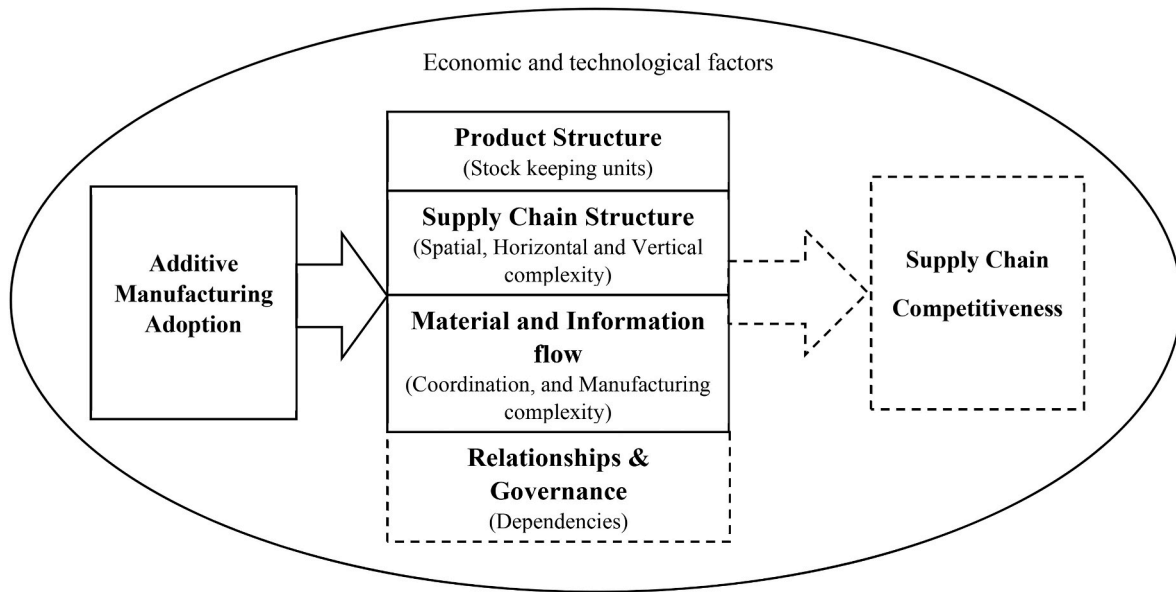 Economic and technological factors
Additive
Manufacturing
Adoption
Product Structure
(Stock keeping units)
Supply Chain Structure
(Spatial, Horizontal and Vertical
complexity)
Material and Information
flow
(Coordination, and Manufacturing
complexity)
Relationships &
Governance
(Dependencies)
Supply Chain
Competitiveness